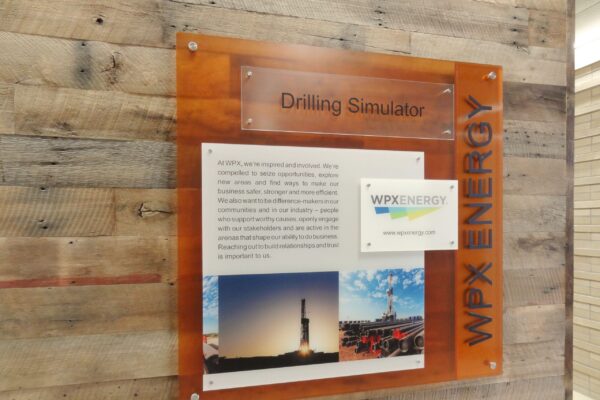 Drilling Simulator
At WPX, we're inspired and involved. We're
compelled to seize opportunities, explore
new areas and find ways to make our
business safer, stronger and more efficient.
We also want to be difference-makers in our
communities and in our industry – people
who support worthy causes, openly engage
with our stakeholders and are active in the
arenas that shape our ability to do business.
Reaching out to build relationships and trust
is important to us.
WPXENERGY
www.wpxenergy.com
WPX ENERGY